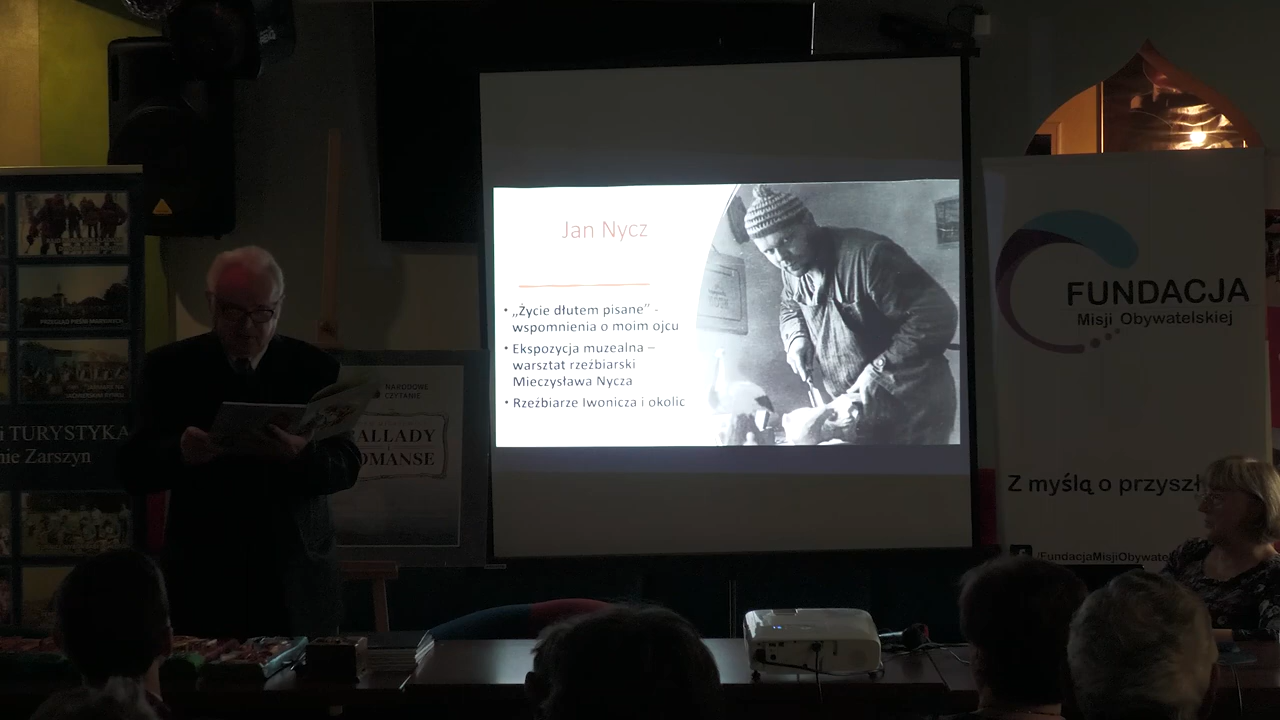 Jan Nycz
• „Życie dłutem pisane” -
wspomnienia o moim ojcu
• Ekspozycja muzealna –
warsztat rzeźbiarski
Mieczysława Nycza
• Rzeźbiarze Iwonicza i okolic
FUNDACJA
Misji Obywatelskiej
Z myślą o przyszł
/FundacjaMisjiObywatel
NARODOWE
CZYTANIE
ALLADY
I
OMANSE
i TURYSTYKA
nie Zarszyn